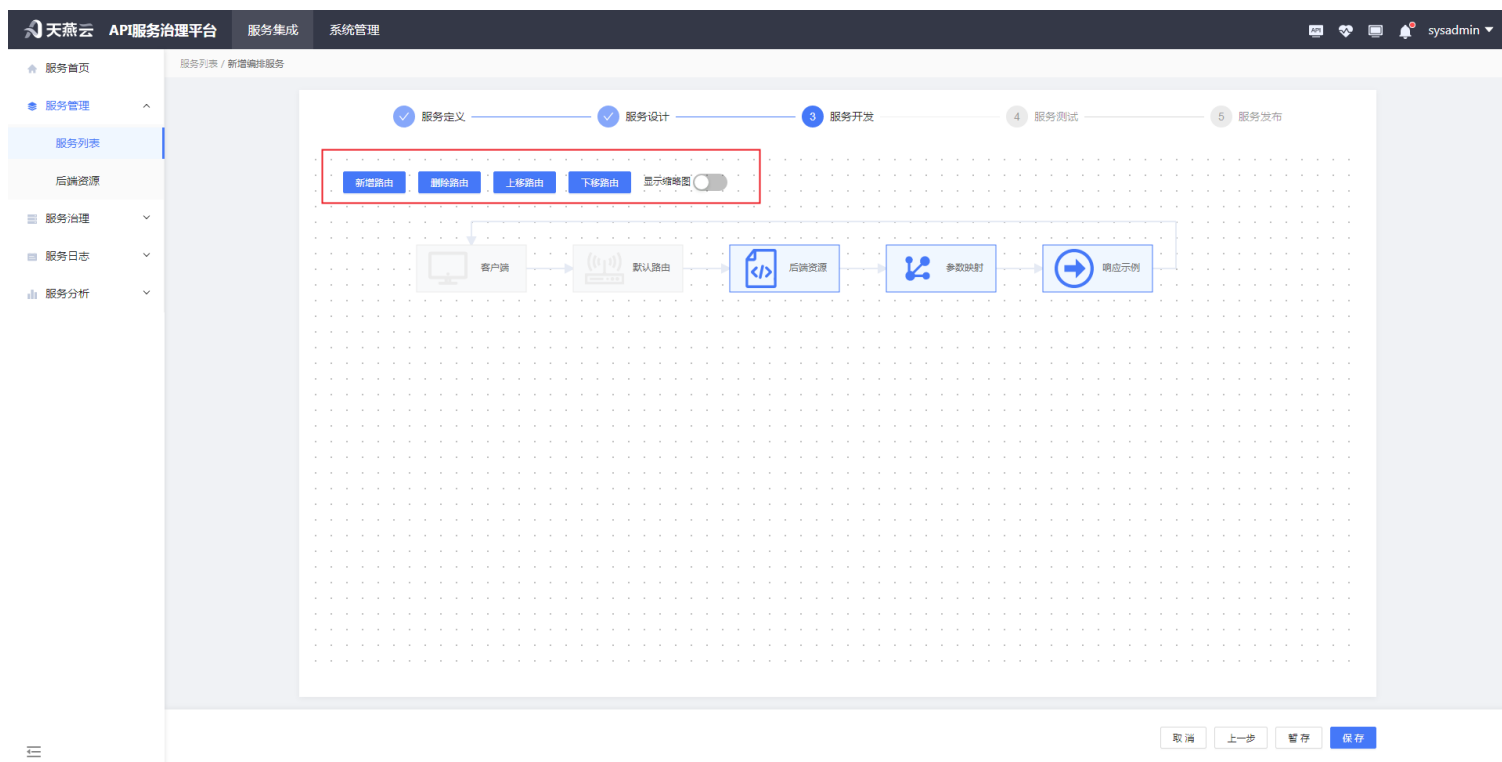 天燕云 API服务治理平台 服务集成 系统管理 API sysadmin
服务首页
服务管理
服务列表
后端资源
服务治理
服务日志
服务分析
服务列表 / 新增编排服务
服务定义 服务设计 3 服务开发 4 服务测试 5 服务发布
新增路由 删除路由 上移路由 下移路由 显示缩略图
客户端 默认路由 后端资源 参数映射 响应示例
取消 上一步 暂存 保存